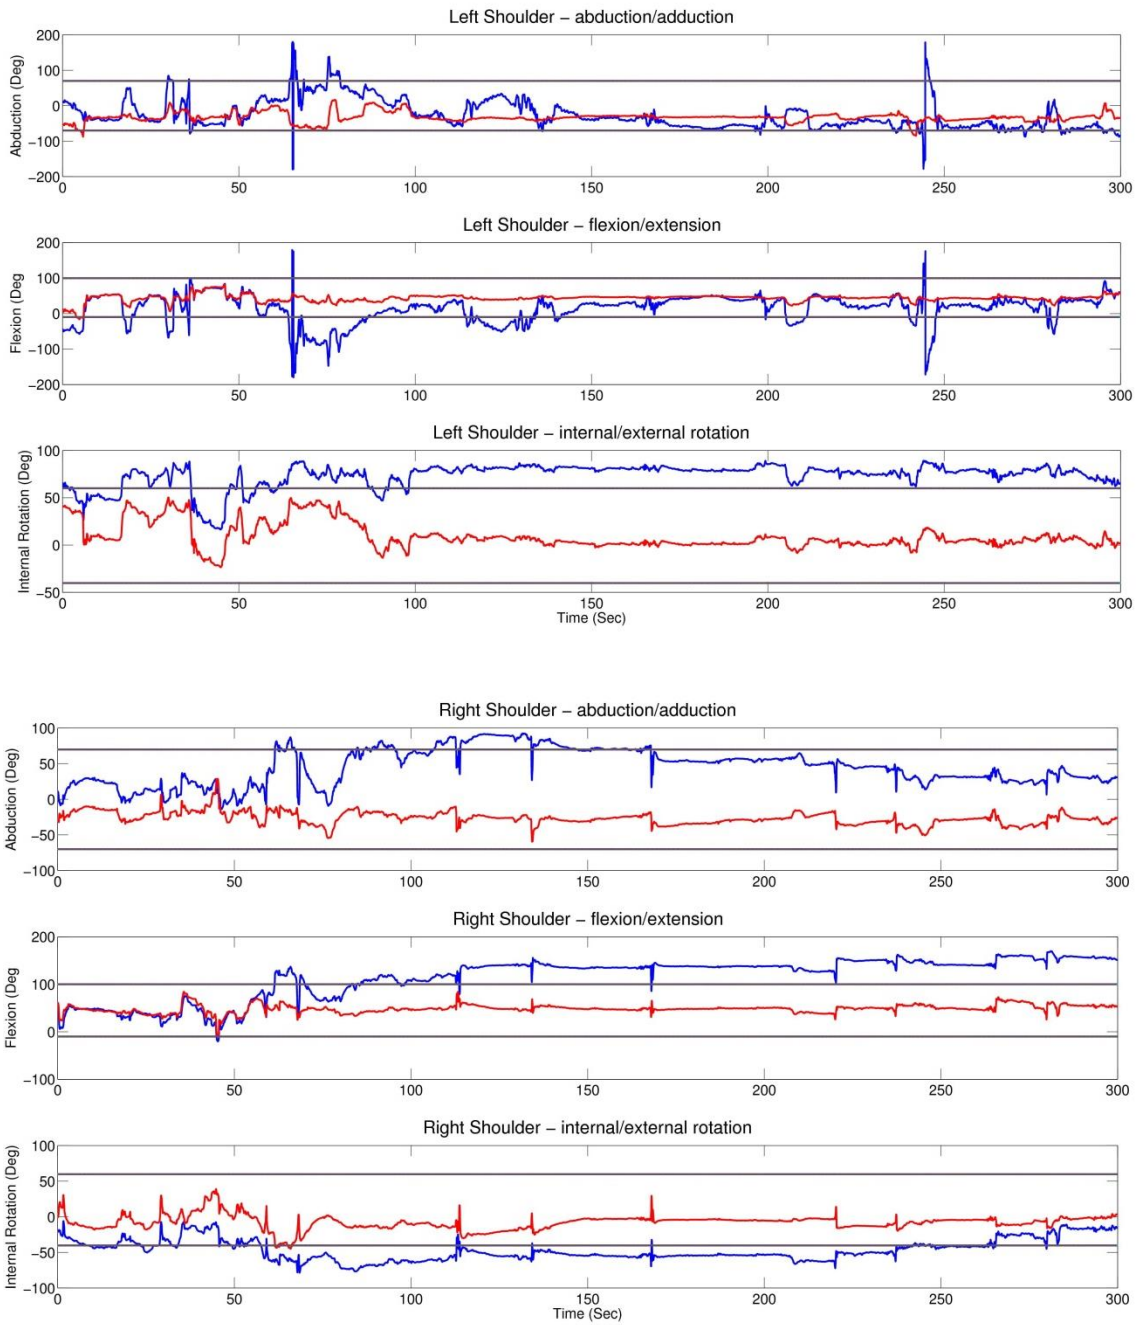 Left Shoulder – abduction/adduction
Abduction (Deg)
200
100
0
−100
−200
0 50 100 150 200 250 300
Left Shoulder – flexion/extension
Flexion (Deg
200
100
0
−100
−200
0 50 100 150 200 250 300
Left Shoulder – internal/external rotation
Internal Rotation (Deg)
100
50
0
−50
0 50 100 150 200 250 300
Time (Sec)
Right Shoulder – abduction/adduction
Abduction (Deg)
100
50
0
−50
−100
0 50 100 150 200 250 300
Right Shoulder – flexion/extension
Flexion (Deg
200
100
0
−100
0 50 100 150 200 250 300
Right Shoulder – internal/external rotation
Internal Rotation (Deg)
100
50
0
−50
−100
0 50 100 150 200 250 300
Time (Sec)